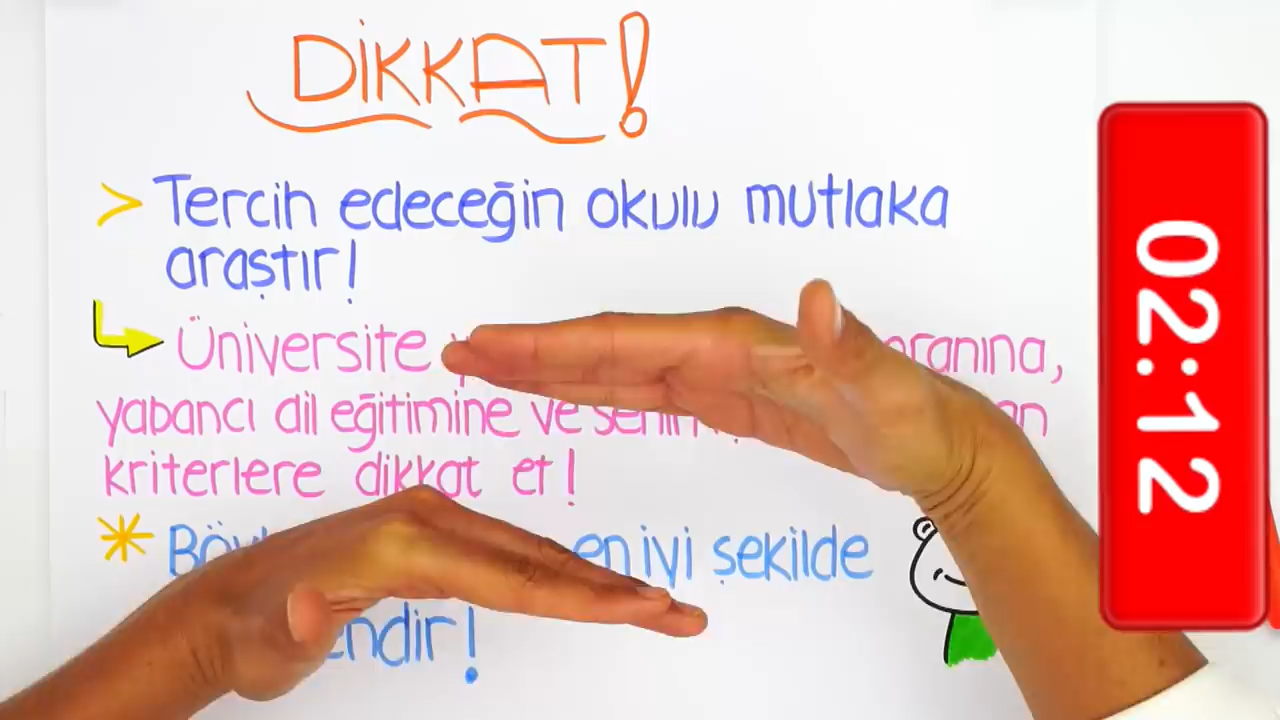 DİKKAT!
> Tercih edeceğin okulu mutlaka
araştır!
Üniversite oranına,
yabancı dil eğitimine ve
kriterlere dikkat et!
* en iyi şekilde
02:12